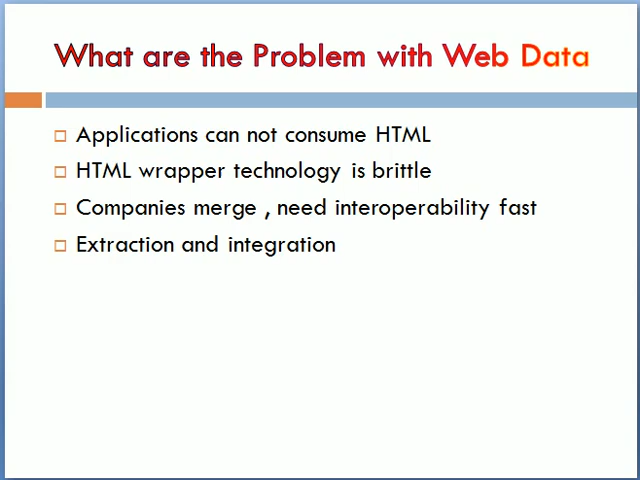 What are the Problem with Web Data
Applications can not consume HTML
HTML wrapper technology is brittle
Companies merge , need interoperability fast
Extraction and integration